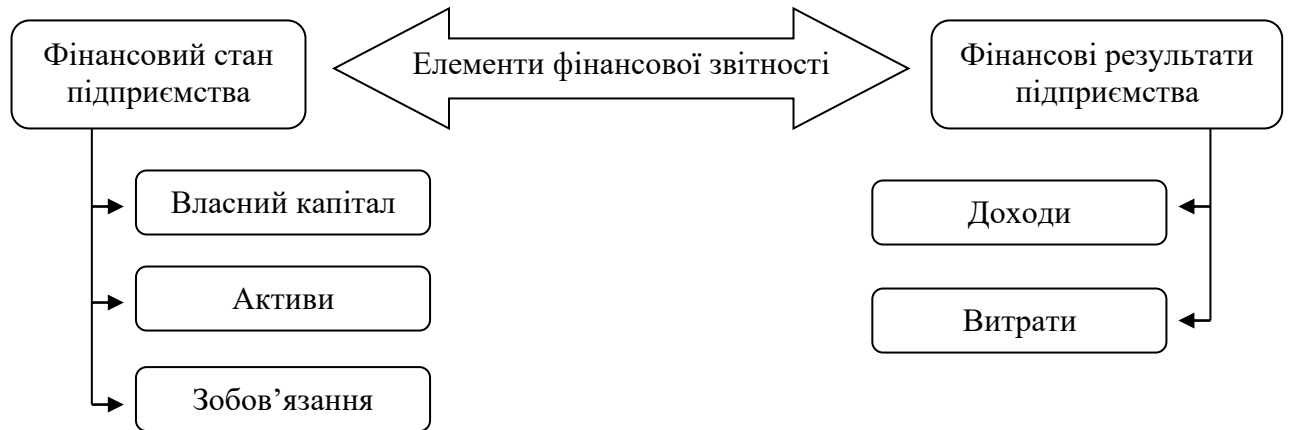 Фінансовий стан
підприємства
Елементи фінансової звітності
Фінансові результати
підприємства
Власний капітал
Активи
Зобов’язання
Доходи
Витрати